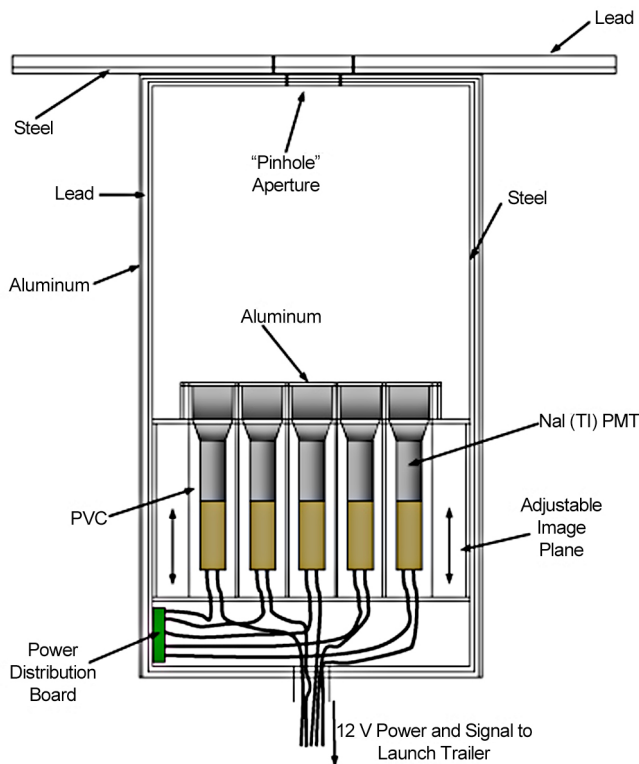 Lead
Steel
"Pinhole"
Aperture
Lead
Steel
Aluminum
Aluminum
NaI (Tl) PMT
PVC
Adjustable
Image
Plane
Power
Distribution
Board
12 V Power and Signal to
Launch Trailer